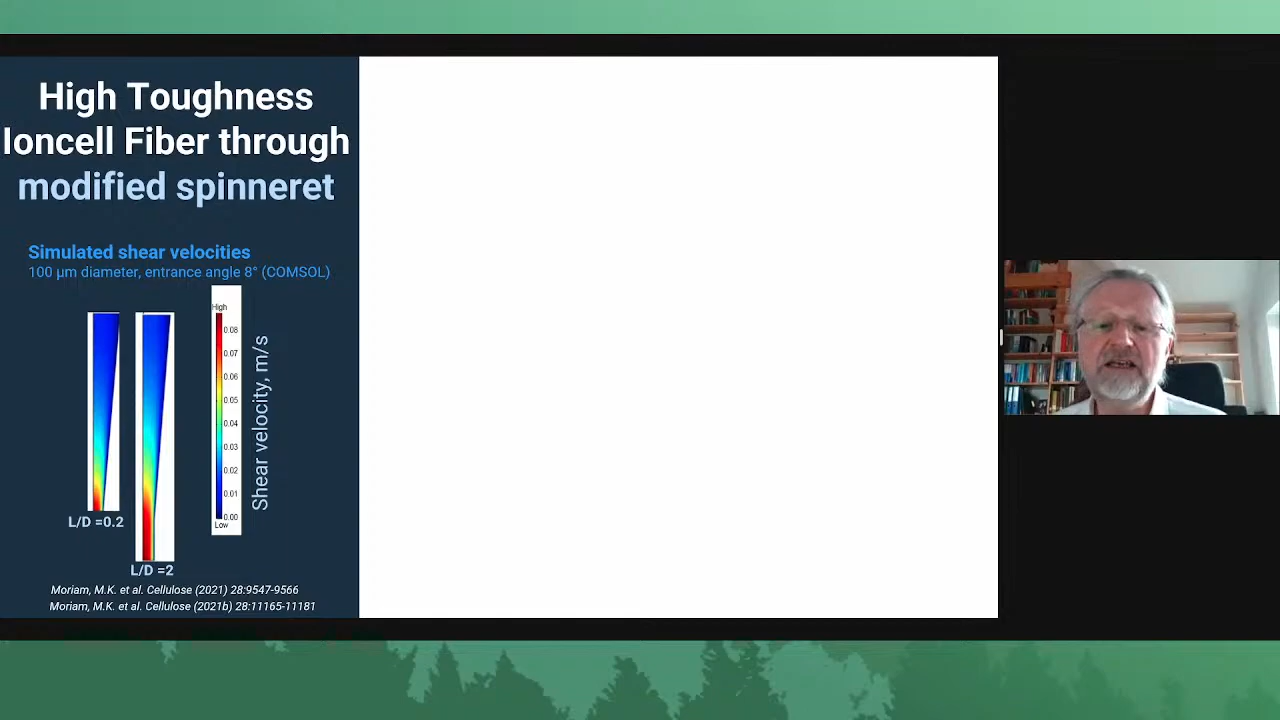 High Toughness
Ioncell Fiber through
modified spinneret
Simulated shear velocities
100 µm diameter, entrance angle 8° (COMSOL)
High
0.08
0.07
0.06
0.05
0.04
0.03
0.02
0.01
0.00
Low
Shear velocity, m/s
L/D =0.2
L/D =2
Moriam, M.K. et al. Cellulose (2021) 28:9547-9566
Moriam, M.K. et al. Cellulose (2021b) 28:11165-11181